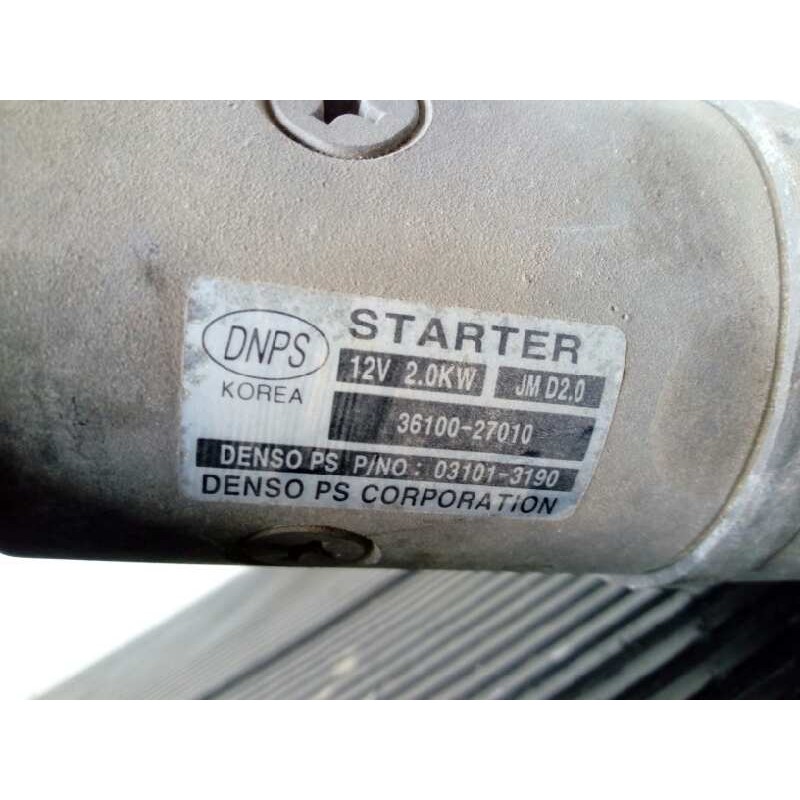 DNPS
KOREA
STARTER
12V 2.0KW JM D2.0
36100-27010
DENSO PS P/NO : 03101-3190
DENSO PS CORPORATION